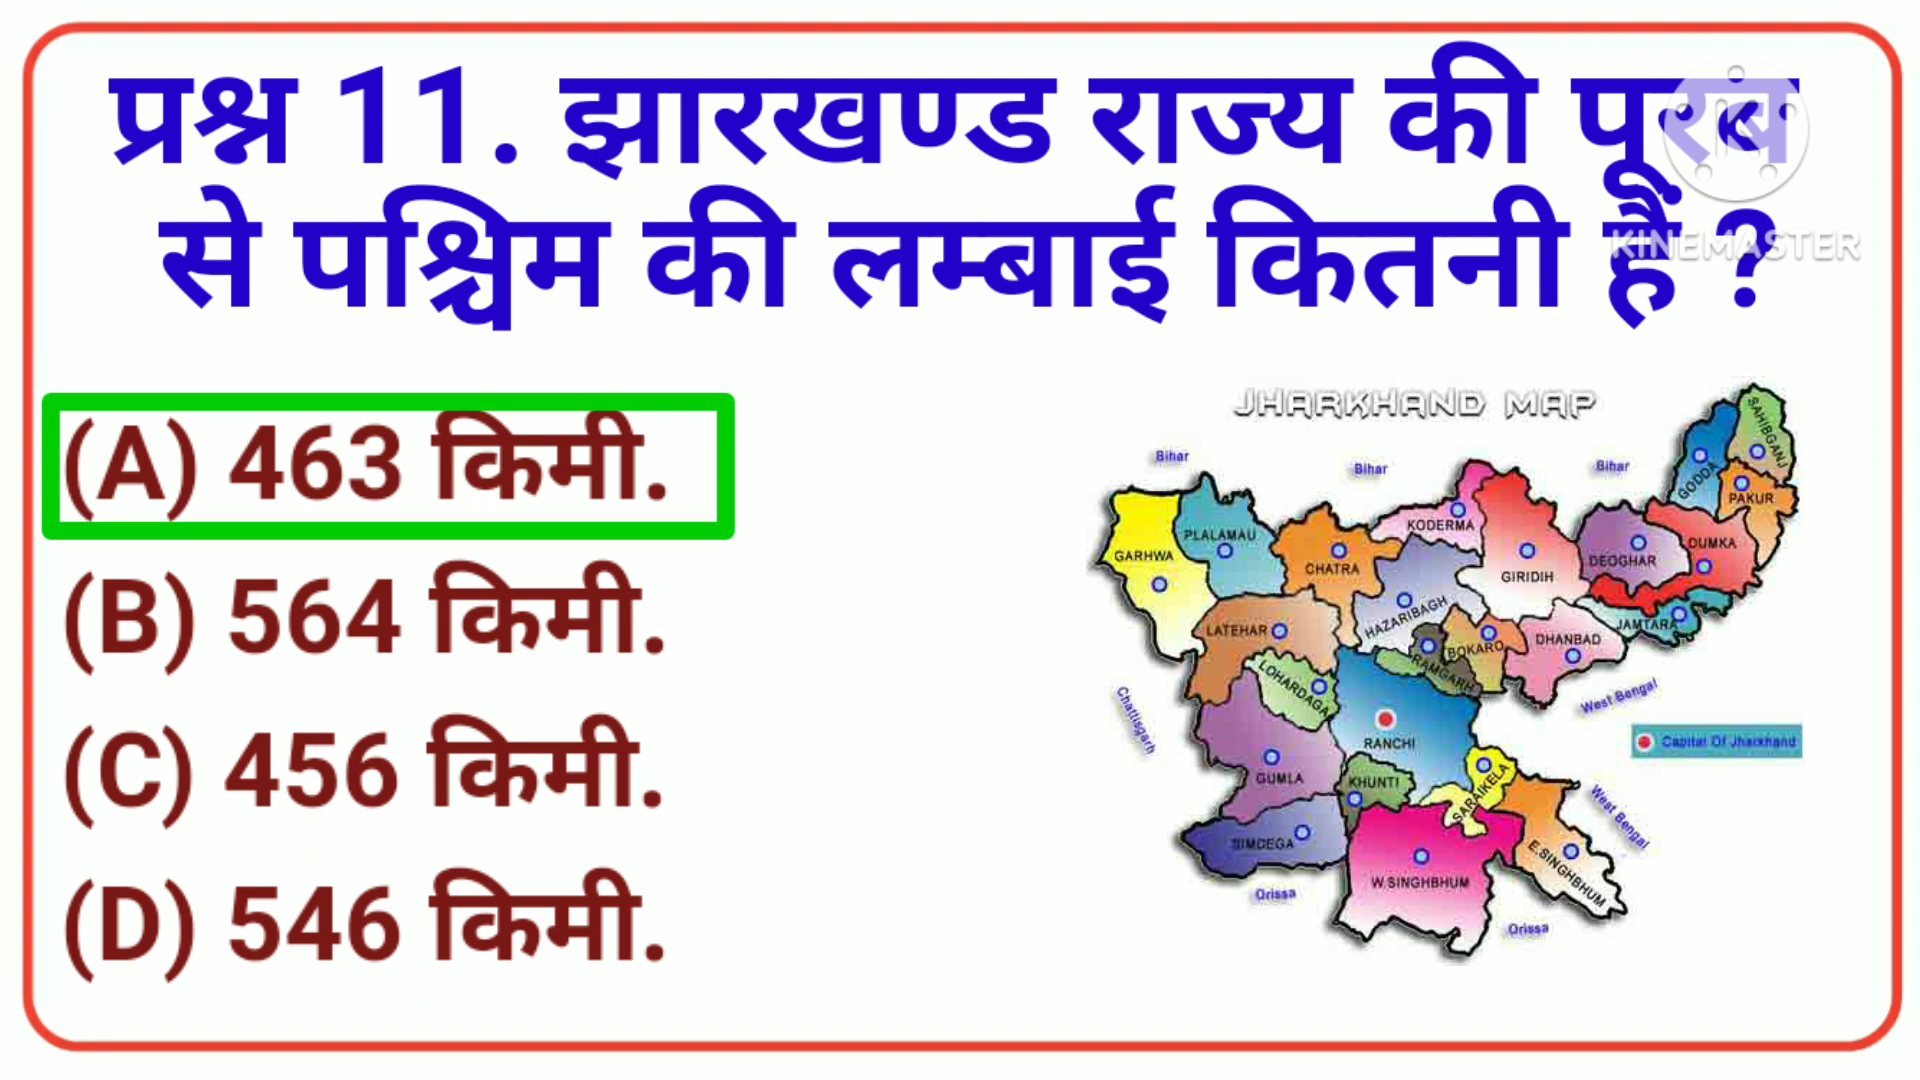 प्रश्न 11. झारखण्ड राज्य की पूरब
से पश्चिम की लम्बाई कितनी है ?
KINEMASTER
(A) 463 किमी.
(B) 564 किमी.
(C) 456 किमी.
(D) 546 किमी.
JHARKHAND MAP
Bihar
Bihar
Bihar
SAHIBGANJ
GODDA
PAKUR
GARHWA
PLALAMAU
CHATRA
KODERMA
GIRIDIH
DEOGHAR
DUMKA
LATEHAR
HAZARIBAGH
RAMGARH
BOKARO
DHANBAD
JAMTARA
LOHARDAGA
Chattisgarh
West Bengal
RANCHI
Capital Of Jharkhand
GUMLA
KHUNTI
SARAIKELA
West Bengal
SIMDEGA
W.SINGHBHUM
E.SINGHBHUM
Orissa
Orissa